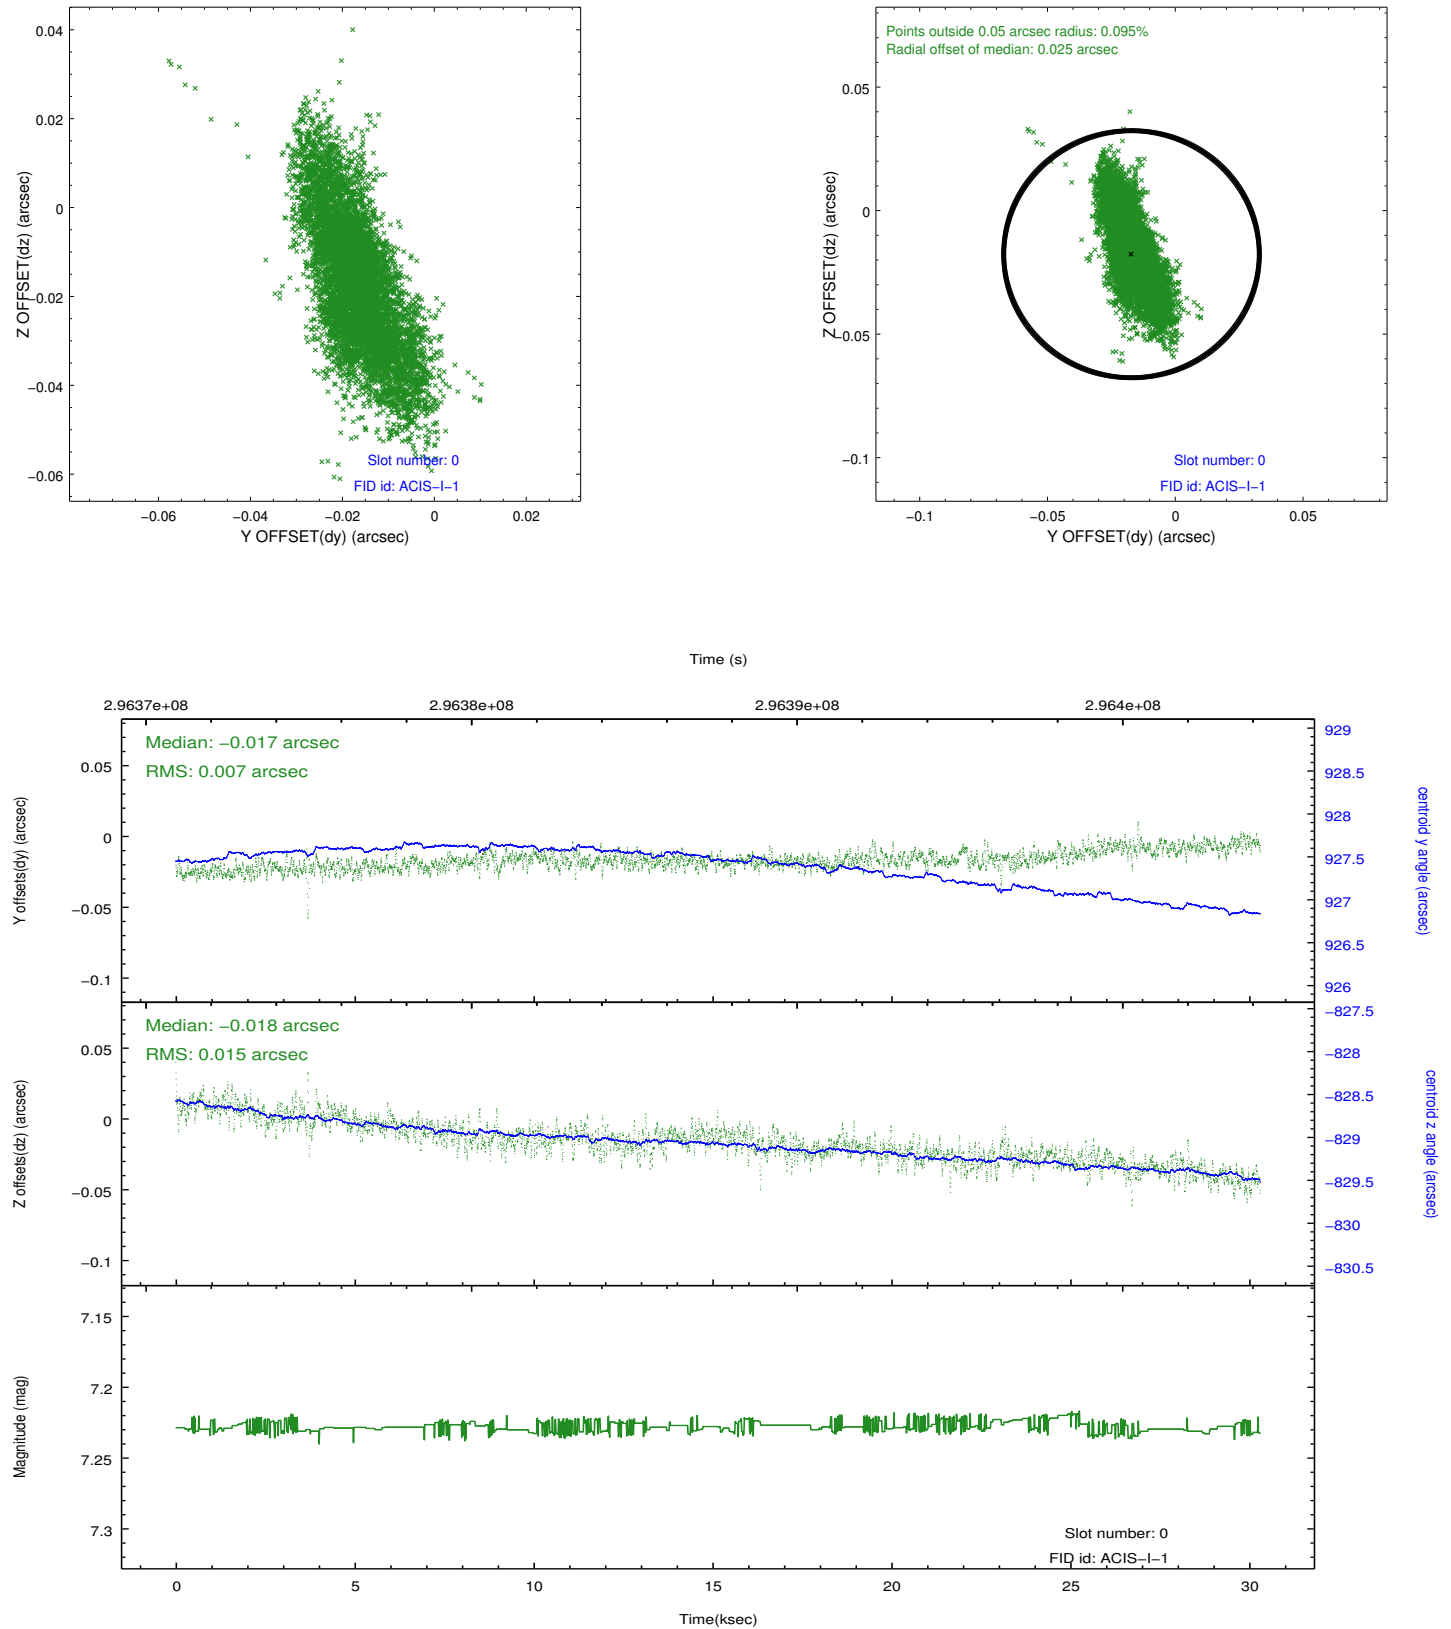 0.04
0.02
0
−0.02
−0.04
−0.06
Z OFFSET(dz) (arcsec)
−0.06 −0.04 −0.02 0 0.02
Y OFFSET(dy) (arcsec)
Slot number: 0
FID id: ACIS−I−1
Points outside 0.05 arcsec radius: 0.095%
Radial offset of median: 0.025 arcsec
0.05
0
−0.05
−0.1
Z OFFSET(dz) (arcsec)
−0.1 −0.05 0 0.05
Y OFFSET(dy) (arcsec)
Slot number: 0
FID id: ACIS−I−1
Time (s)
2.9637e+08 2.9638e+08 2.9639e+08 2.964e+08
Median: −0.017 arcsec
RMS: 0.007 arcsec
0.05
0
−0.05
−0.1
Y offsets(dy) (arcsec)
929
928.5
928
927.5
927
926.5
926
centroid y angle (arcsec)
Median: −0.018 arcsec
RMS: 0.015 arcsec
0.05
0
−0.05
−0.1
Z offsets(dz) (arcsec)
−827.5
−828
−828.5
−829
−829.5
−830
−830.5
centroid z angle (arcsec)
7.15
7.2
7.25
7.3
Magnitude (mag)
Slot number: 0
FID id: ACIS−I−1
0 5 10 15 20 25 30
Time(ksec)